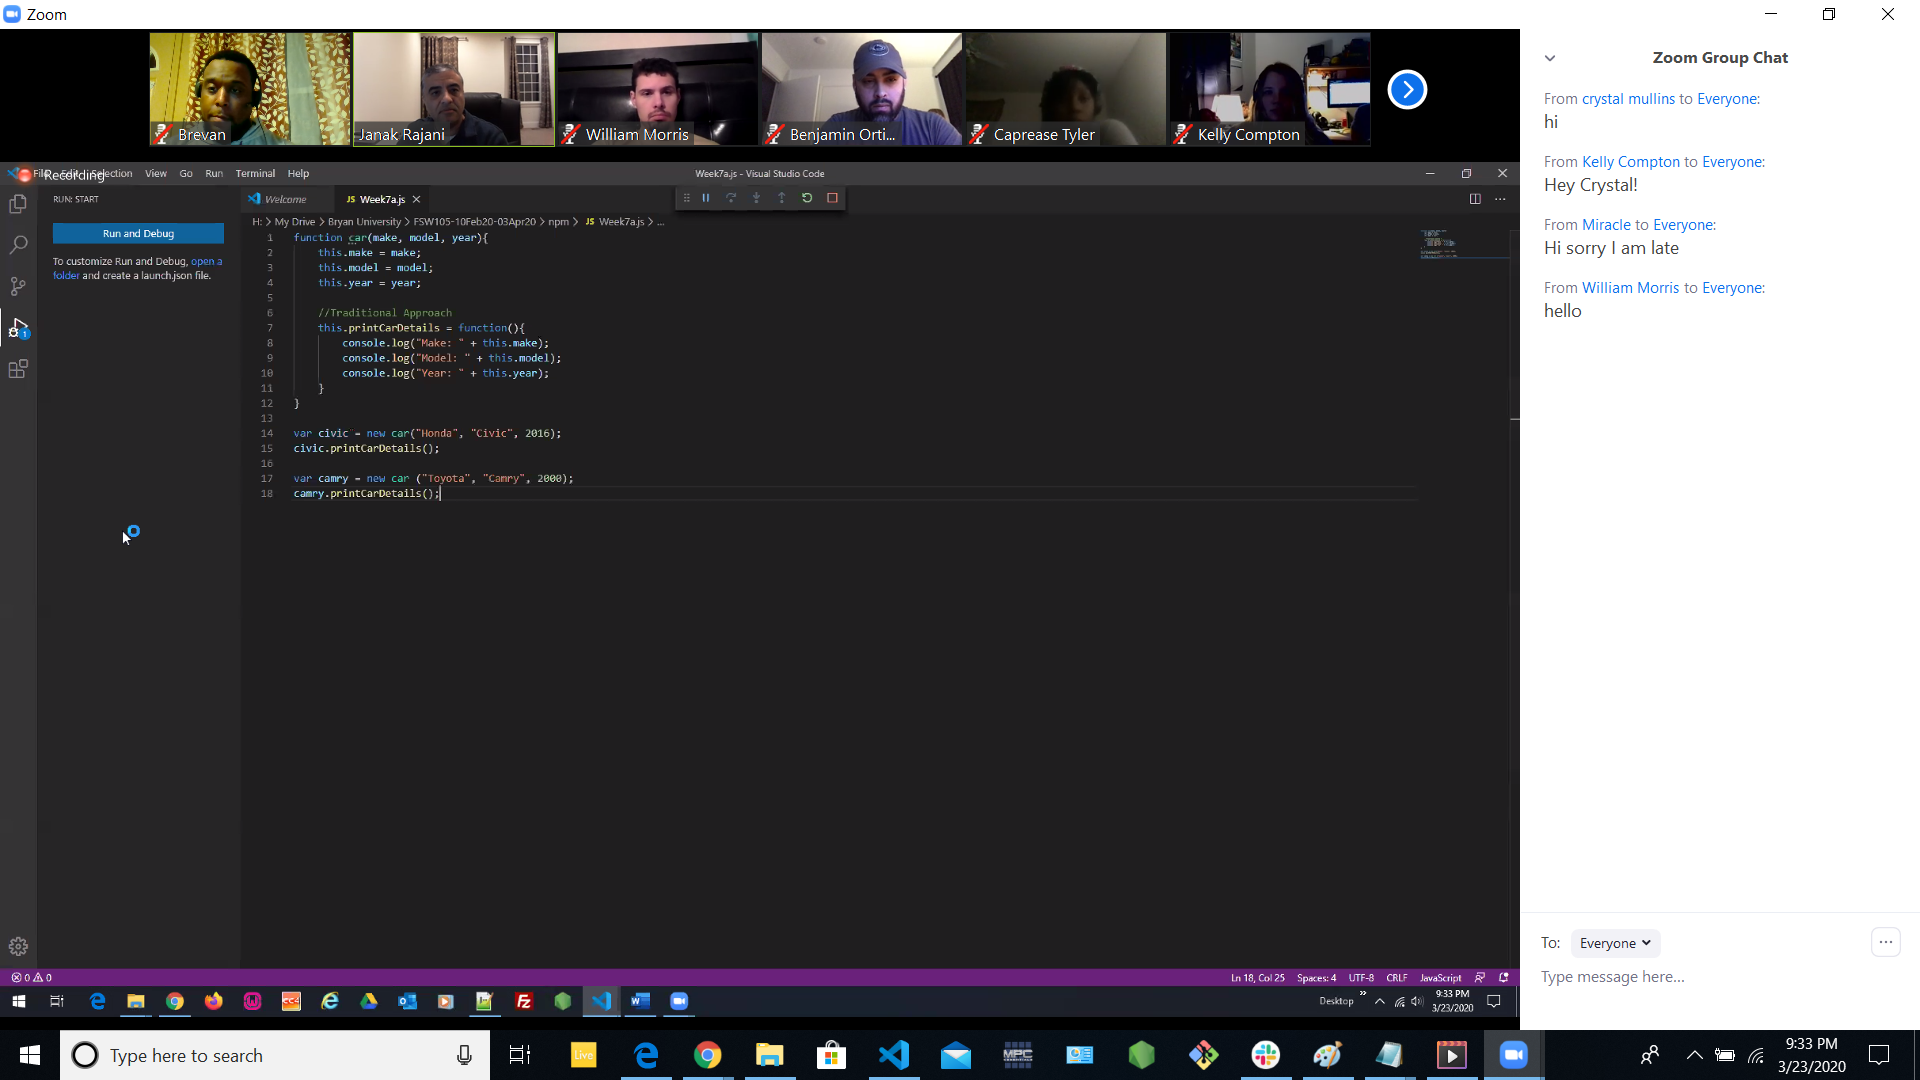 Zoom
Brevan
Janak Rajani
William Morris
Benjamin Orti...
Caprease Tyler
Kelly Compton
Recording
Selection View Go Run Terminal Help
Week7a.js - Visual Studio Code
RUN: START
Welcome
JS Week7a.js
Run and Debug
To customize Run and Debug, open a
folder and create a launch.json file.
H: > My Drive > Bryan University > FSW105-10Feb20-03Apr20 > npm > JS Week7a.js > ...
1 function car(make, model, year){
2 this.make = make;
3 this.model = model;
4 this.year = year;
5
6 //Traditional Approach
7 this.printCarDetails = function(){
8 console.log("Make: " + this.make);
9 console.log("Model: " + this.model);
10 console.log("Year: " + this.year);
11 }
12 }
13
14 var civic = new car("Honda", "Civic", 2016);
15 civic.printCarDetails();
16
17 var camry = new car ("Toyota", "Camry", 2000);
18 camry.printCarDetails();
1
0 0
Ln 18, Col 25 Spaces: 4 UTF-8 CRLF JavaScript
Desktop
9:33 PM
3/23/2020
Zoom Group Chat
From crystal mullins to Everyone:
hi
From Kelly Compton to Everyone:
Hey Crystal!
From Miracle to Everyone:
Hi sorry I am late
From William Morris to Everyone:
hello
To: Everyone
Type message here...
Type here to search
Live
MPC
9:33 PM
3/23/2020